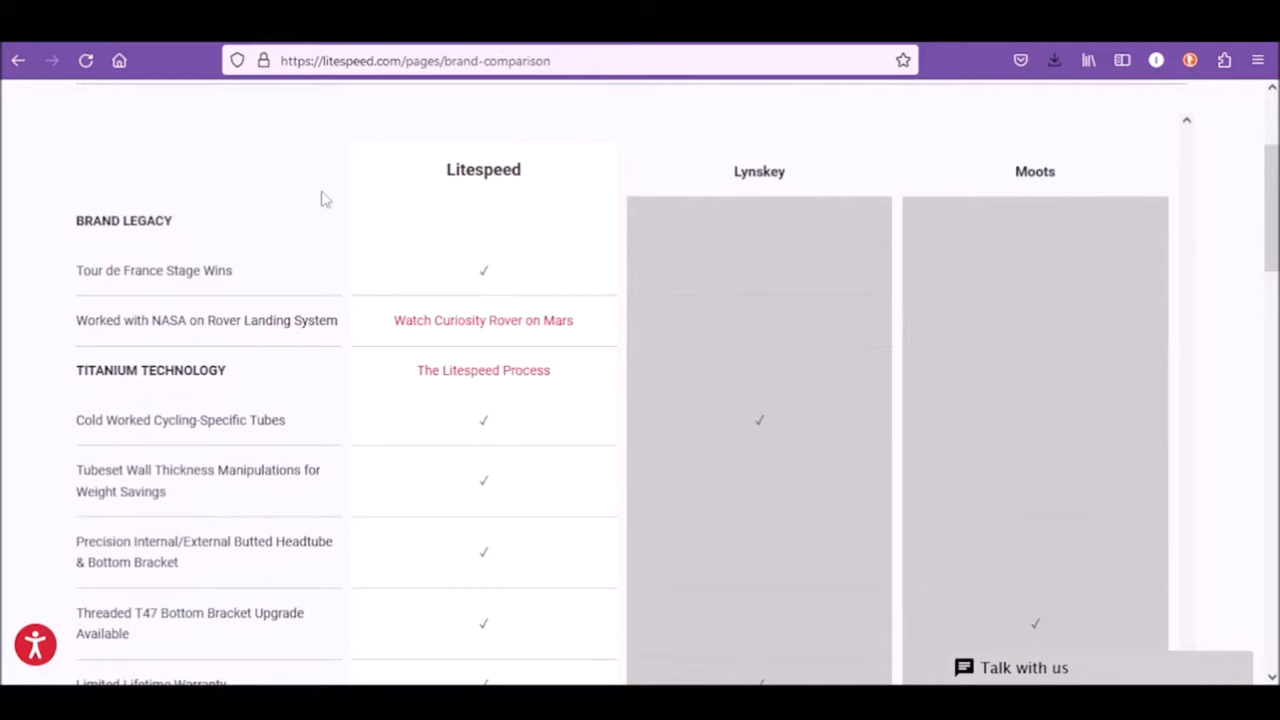 https://litespeed.com/pages/brand-comparison
Litespeed
Lynskey
Moots
BRAND LEGACY
Tour de France Stage Wins
✓
Worked with NASA on Rover Landing System
Watch Curiosity Rover on Mars
TITANIUM TECHNOLOGY
The Litespeed Process
Cold Worked Cycling-Specific Tubes
✓
✓
Tubeset Wall Thickness Manipulations for
Weight Savings
✓
Precision Internal/External Butted Headtube
& Bottom Bracket
✓
Threaded T47 Bottom Bracket Upgrade
Available
✓
✓
Limited Lifetime Warranty
Talk with us